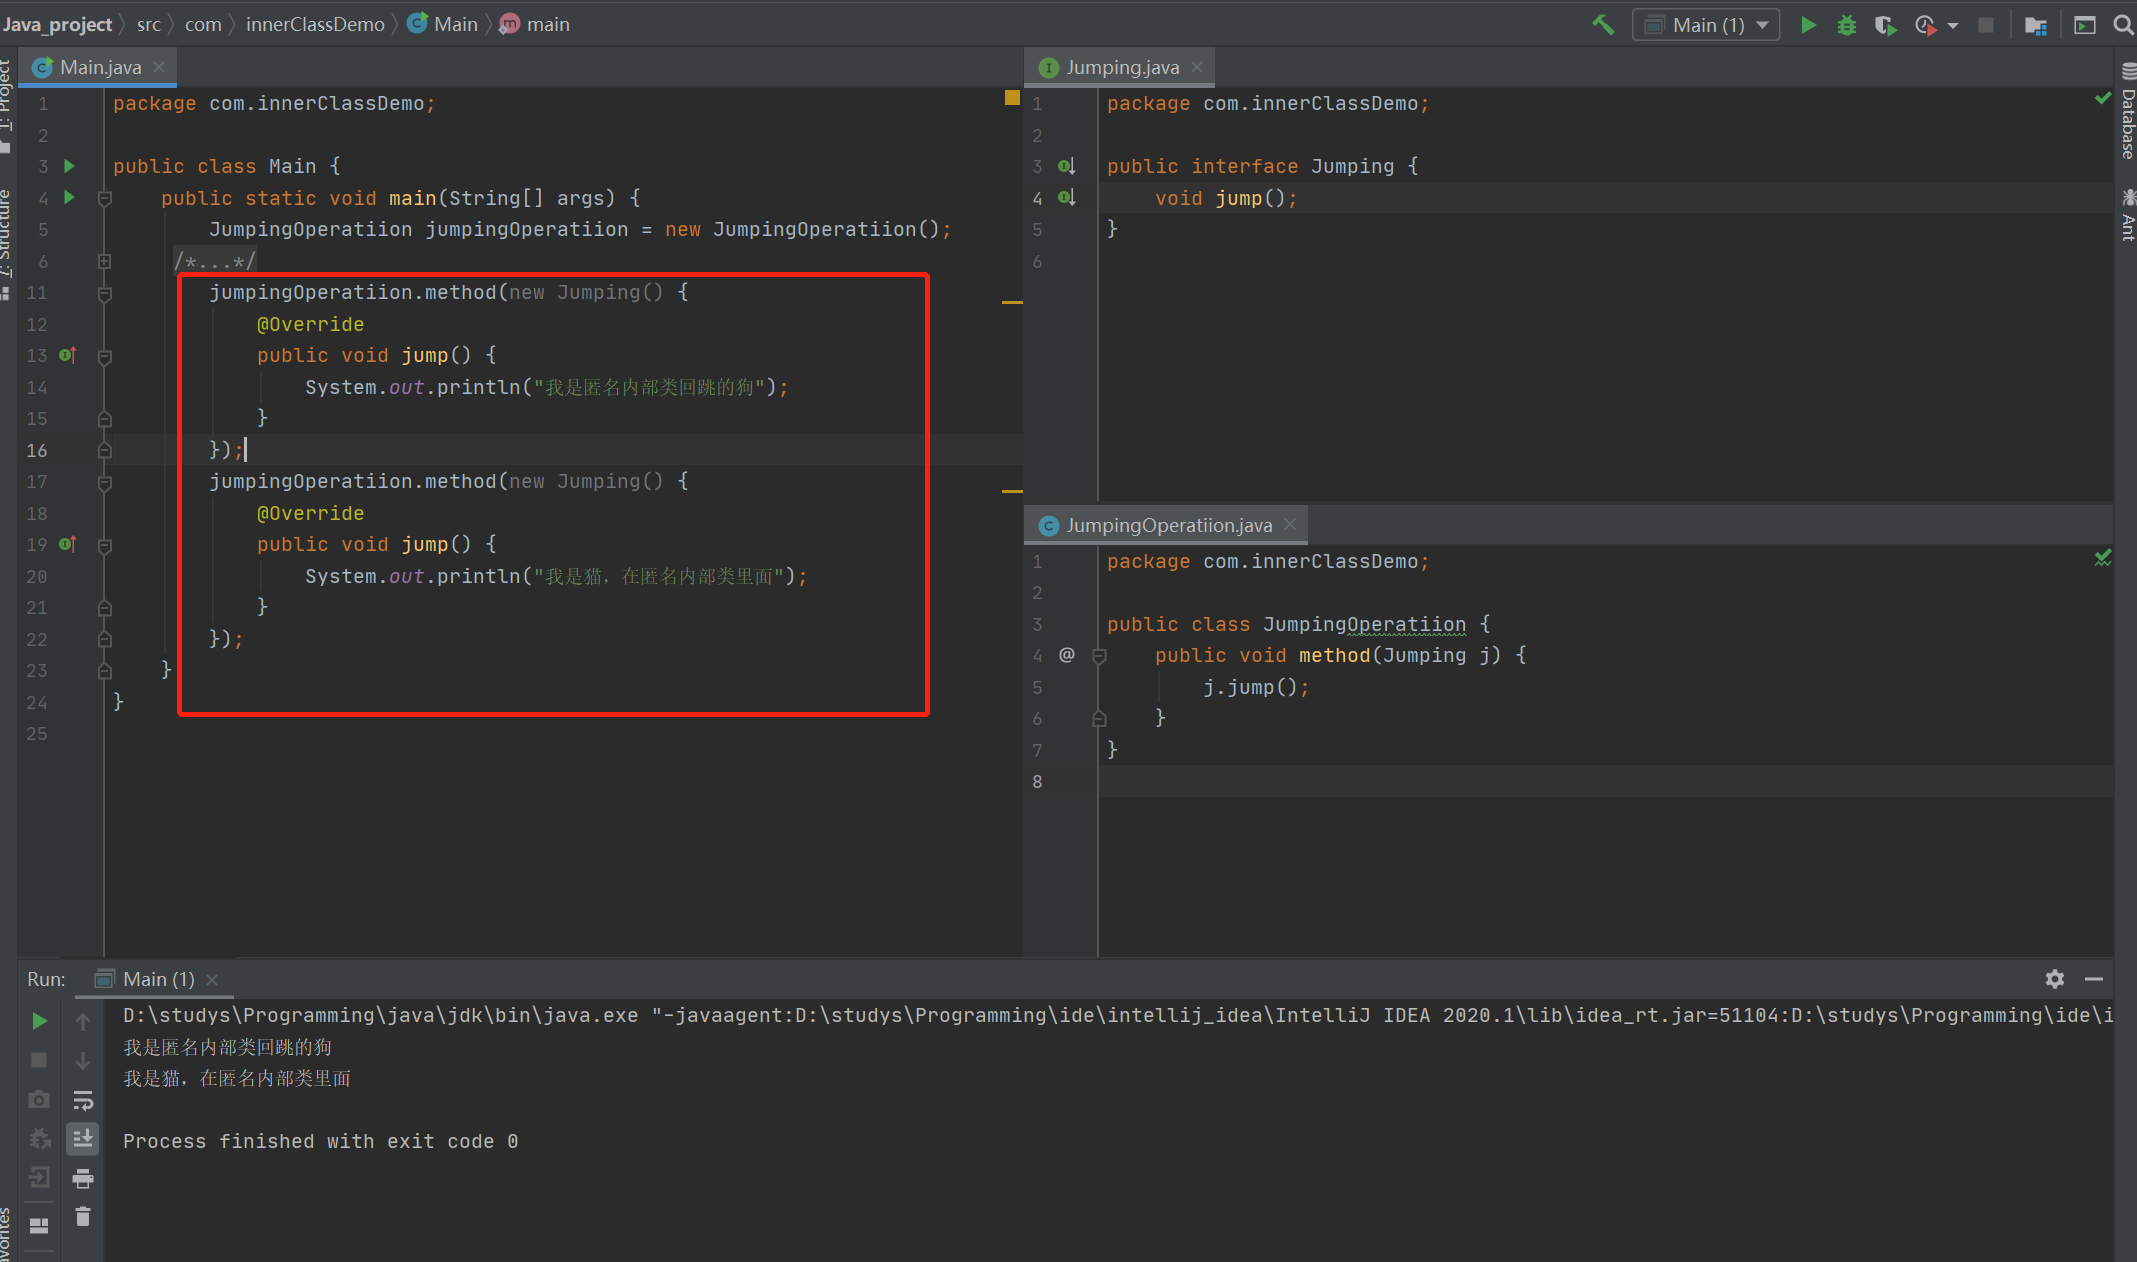 Java_project src com innerClassDemo Main main
Main (1)
1: Project
7: Structure
Main.java
1 package com.innerClassDemo;
2
3 public class Main {
4 public static void main(String[] args) {
5 JumpingOperatiion jumpingOperatiion = new JumpingOperatiion();
6 /*...*/
11 jumpingOperatiion.method(new Jumping() {
12 @Override
13 public void jump() {
14 System.out.println("我是匿名内部类回跳的狗");
15 }
16 });
17 jumpingOperatiion.method(new Jumping() {
18 @Override
19 public void jump() {
20 System.out.println("我是猫，在匿名内部类里面");
21 }
22 });
23 }
24 }
25
Jumping.java
1 package com.innerClassDemo;
2
3 public interface Jumping {
4 void jump();
5 }
6
JumpingOperatiion.java
1 package com.innerClassDemo;
2
3 public class JumpingOperatiion {
4 @ public void method(Jumping j) {
5 j.jump();
6 }
7 }
8
Database
Ant
Run: Main (1)
D:\studys\Programming\java\jdk\bin\java.exe "-javaagent:D:\studys\Programming\ide\intellij_idea\IntelliJ IDEA 2020.1\lib\idea_rt.jar=51104:D:\studys\Programming\ide\i
我是匿名内部类回跳的狗
我是猫，在匿名内部类里面
Process finished with exit code 0